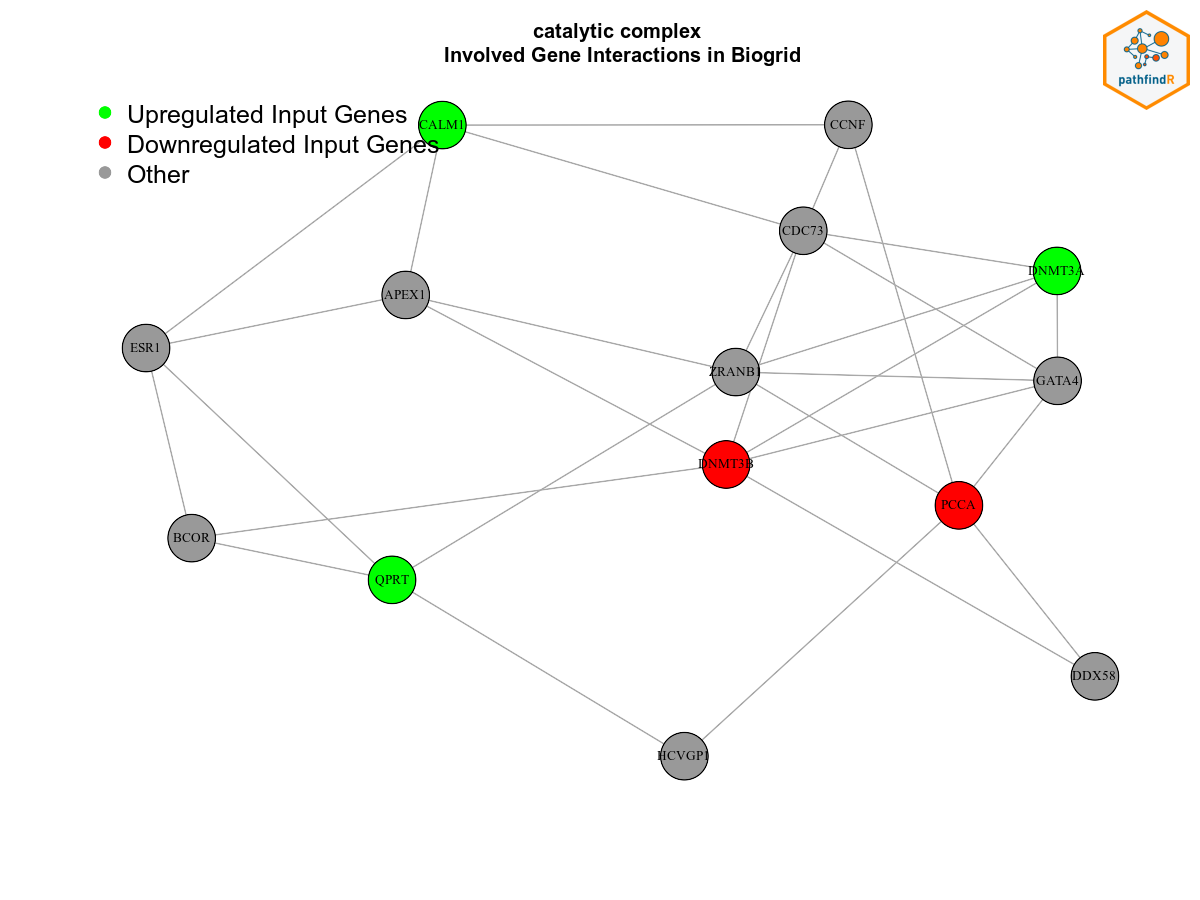 catalytic complex
Involved Gene Interactions in Biogrid
pathfindR
Upregulated Input Genes
Downregulated Input Genes
Other
CALM1
CCNF
CDC73
DNMT3A
APEX1
ESR1
ZRANB1
GATA4
DNMT3B
PCCA
BCOR
QPRT
DDX58
HCVGP1